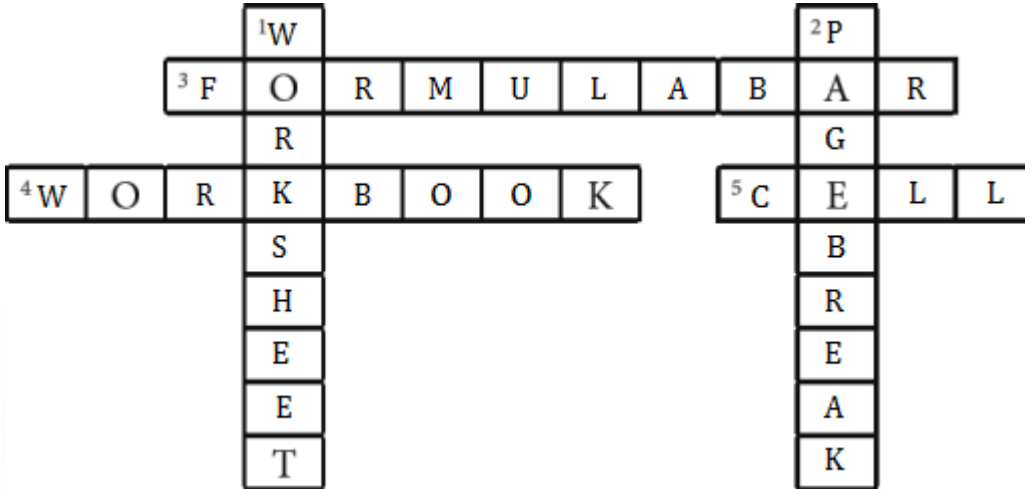 1W 2P
3F O R M U L A B A R
R G
4W O R K B O O K 5C E L L
S B
H R
E E
E A
T K